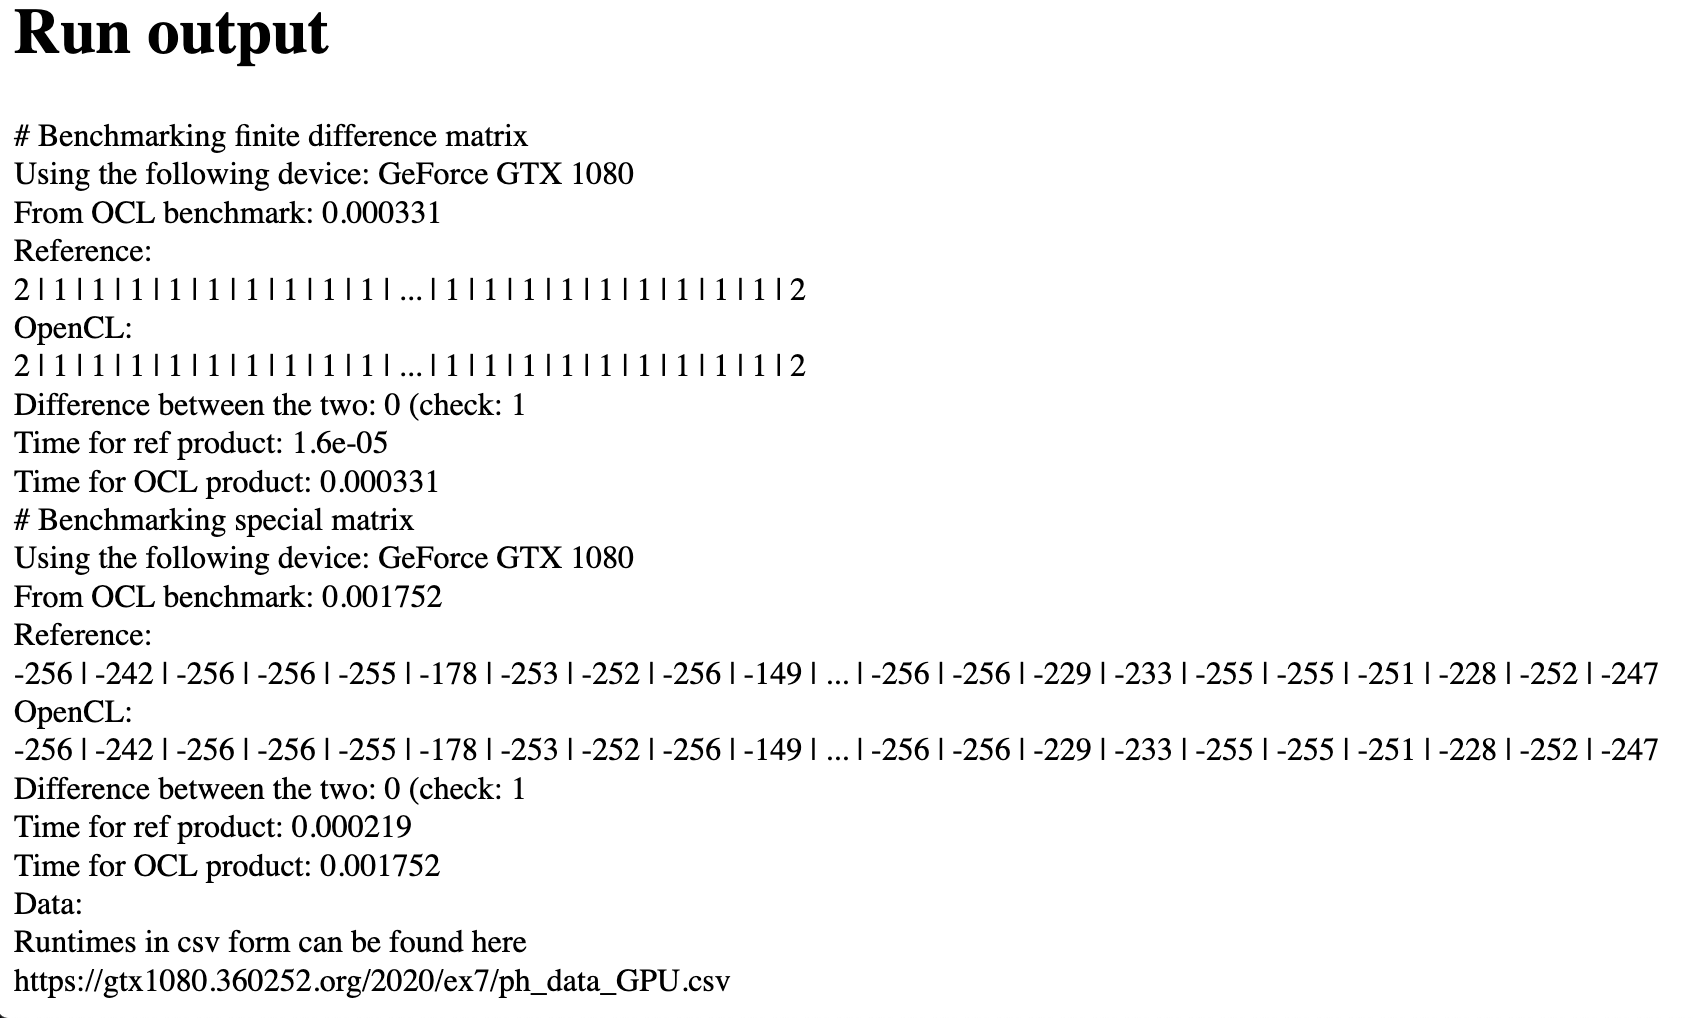 Run output
# Benchmarking finite difference matrix
Using the following device: GeForce GTX 1080
From OCL benchmark: 0.000331
Reference:
2 | 1 | 1 | 1 | 1 | 1 | 1 | 1 | 1 | 1 | ... | 1 | 1 | 1 | 1 | 1 | 1 | 1 | 1 | 1 | 2
OpenCL:
2 | 1 | 1 | 1 | 1 | 1 | 1 | 1 | 1 | 1 | ... | 1 | 1 | 1 | 1 | 1 | 1 | 1 | 1 | 1 | 2
Difference between the two: 0 (check: 1
Time for ref product: 1.6e-05
Time for OCL product: 0.000331
# Benchmarking special matrix
Using the following device: GeForce GTX 1080
From OCL benchmark: 0.001752
Reference:
-256 | -242 | -256 | -256 | -255 | -178 | -253 | -252 | -256 | -149 | ... | -256 | -256 | -229 | -233 | -255 | -255 | -251 | -228 | -252 | -247
OpenCL:
-256 | -242 | -256 | -256 | -255 | -178 | -253 | -252 | -256 | -149 | ... | -256 | -256 | -229 | -233 | -255 | -255 | -251 | -228 | -252 | -247
Difference between the two: 0 (check: 1
Time for ref product: 0.000219
Time for OCL product: 0.001752
Data:
Runtimes in csv form can be found here
https://gtx1080.360252.org/2020/ex7/ph_data_GPU.csv